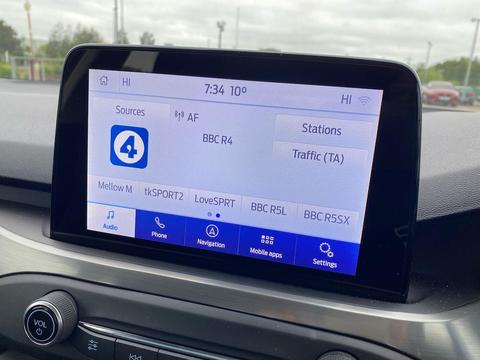 HI 7:34 10° HI
Sources AF Stations
4 BBC R4 Traffic (TA)
Mellow M tkSPORT2 LoveSPRT BBC R5L BBC R5SX
Audio Phone Navigation Mobile apps Settings
VOL